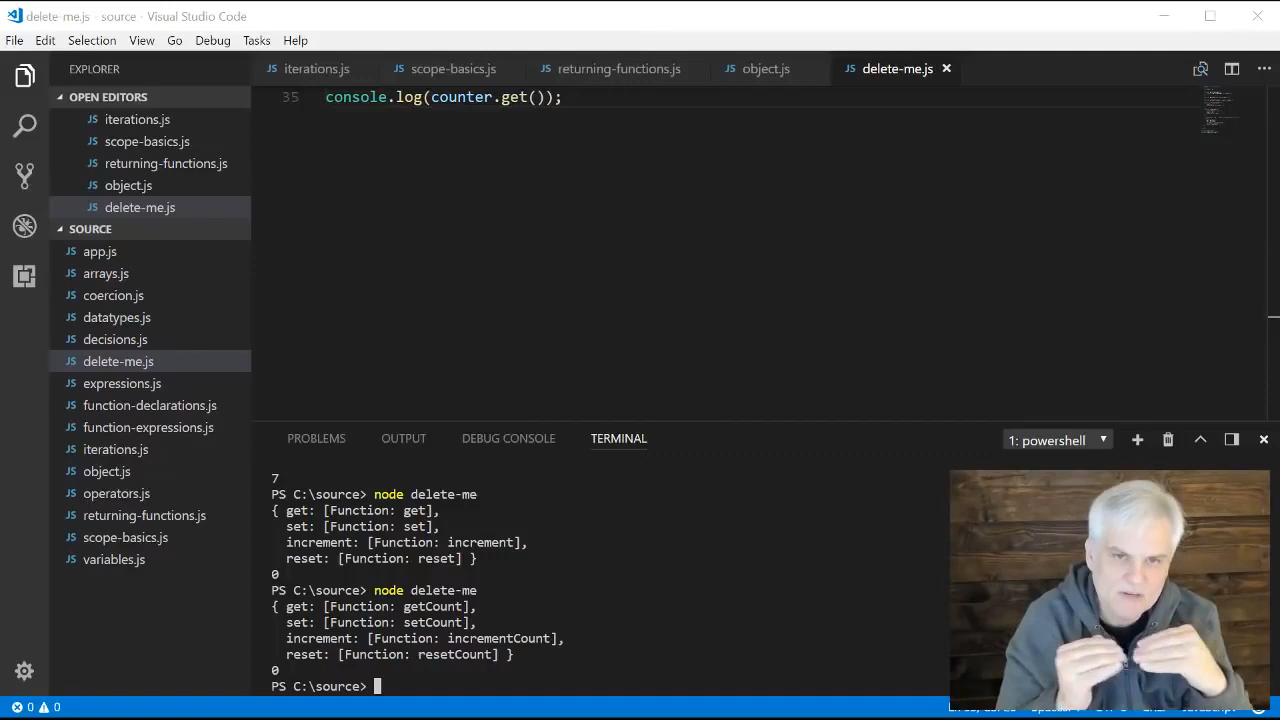 delete-me.js - source - Visual Studio Code
File Edit Selection View Go Debug Tasks Help
EXPLORER
JS iterations.js JS scope-basics.js JS returning-functions.js JS object.js JS delete-me.js
OPEN EDITORS
JS iterations.js
JS scope-basics.js
JS returning-functions.js
JS object.js
JS delete-me.js
SOURCE
JS app.js
JS arrays.js
JS coercion.js
JS datatypes.js
JS decisions.js
JS delete-me.js
JS expressions.js
JS function-declarations.js
JS function-expressions.js
JS iterations.js
JS object.js
JS operators.js
JS returning-functions.js
JS scope-basics.js
JS variables.js
35 console.log(counter.get());
PROBLEMS OUTPUT DEBUG CONSOLE TERMINAL 1: powershell
7
PS C:\source> node delete-me
{ get: [Function: get],
set: [Function: set],
increment: [Function: increment],
reset: [Function: reset] }
0
PS C:\source> node delete-me
{ get: [Function: getCount],
set: [Function: setCount],
increment: [Function: incrementCount],
reset: [Function: resetCount] }
0
PS C:\source>
0 0